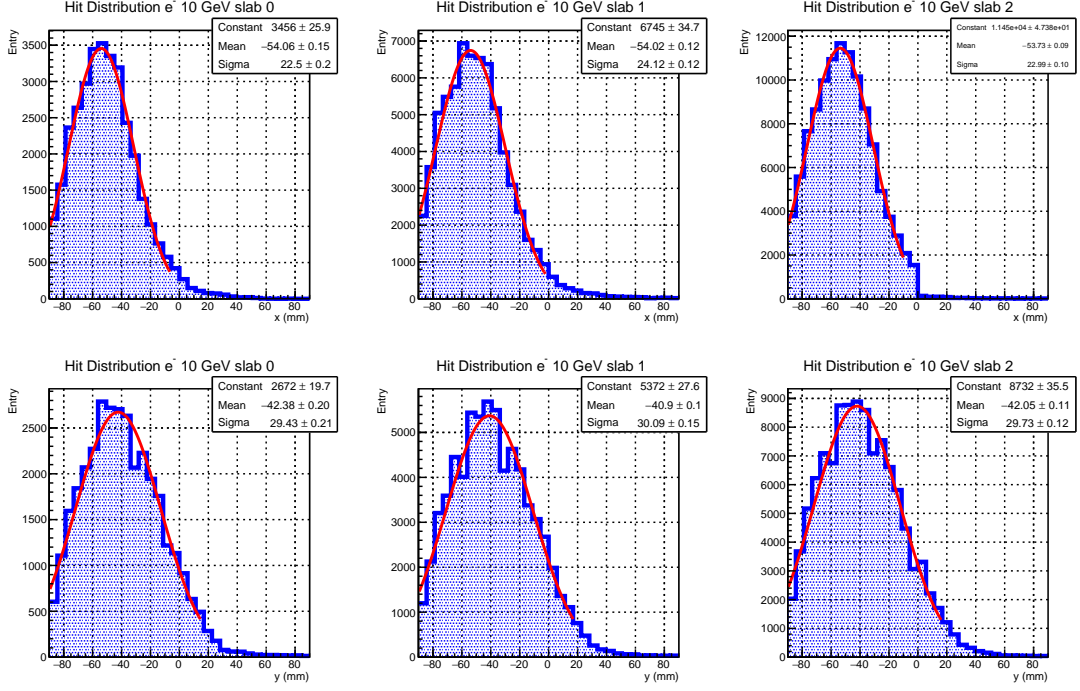 Hit Distribution e⁻ 10 GeV slab 0
Constant 3456 ± 25.9
Mean −54.06 ± 0.15
Sigma 22.5 ± 0.2
Entry
3500
3000
2500
2000
1500
1000
500
0
−80 −60 −40 −20 0 20 40 60 80
x (mm)
Hit Distribution e⁻ 10 GeV slab 1
Constant 6745 ± 34.7
Mean −54.02 ± 0.12
Sigma 24.12 ± 0.12
Entry
7000
6000
5000
4000
3000
2000
1000
0
−80 −60 −40 −20 0 20 40 60 80
x (mm)
Hit Distribution e⁻ 10 GeV slab 2
Constant 1.145e+04 ± 4.738e+01
Mean −53.73 ± 0.09
Sigma 22.99 ± 0.10
Entry
12000
10000
8000
6000
4000
2000
0
−80 −60 −40 −20 0 20 40 60 80
x (mm)
Hit Distribution e⁻ 10 GeV slab 0
Constant 2672 ± 19.7
Mean −42.38 ± 0.20
Sigma 29.43 ± 0.21
Entry
2500
2000
1500
1000
500
0
−80 −60 −40 −20 0 20 40 60 80
y (mm)
Hit Distribution e⁻ 10 GeV slab 1
Constant 5372 ± 27.6
Mean −40.9 ± 0.1
Sigma 30.09 ± 0.15
Entry
5000
4000
3000
2000
1000
0
−80 −60 −40 −20 0 20 40 60 80
y (mm)
Hit Distribution e⁻ 10 GeV slab 2
Constant 8732 ± 35.5
Mean −42.05 ± 0.11
Sigma 29.73 ± 0.12
Entry
9000
8000
7000
6000
5000
4000
3000
2000
1000
0
−80 −60 −40 −20 0 20 40 60 80
y (mm)